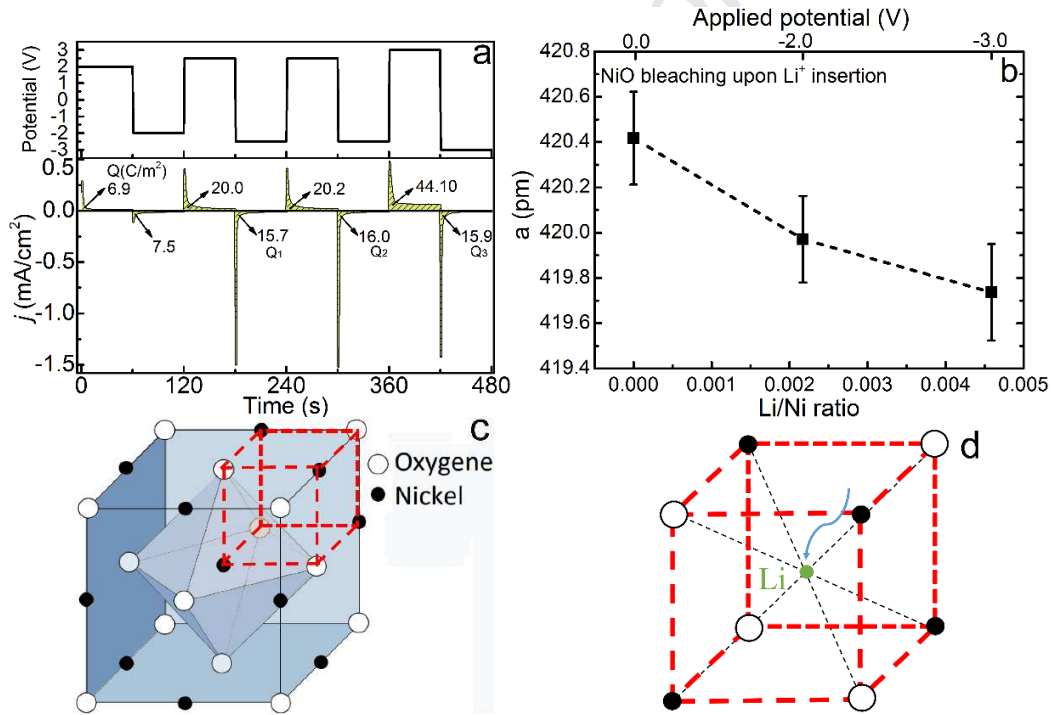 a
Potential (V)
3
2
1
0
-1
-2
-3
Q(C/m²)
6.9
20.0
20.2
44.10
7.5
15.7
Q₁
16.0
Q₂
15.9
Q₃
j (mA/cm²)
0.5
0.0
-0.5
-1.0
-1.5
0 120 240 360 480
Time (s)
Applied potential (V)
0.0 -2.0 -3.0
b
NiO bleaching upon Li⁺ insertion
a (pm)
420.8
420.6
420.4
420.2
420.0
419.8
419.6
419.4
0.000 0.001 0.002 0.003 0.004 0.005
Li/Ni ratio
c
Oxygene
Nickel
d
Li